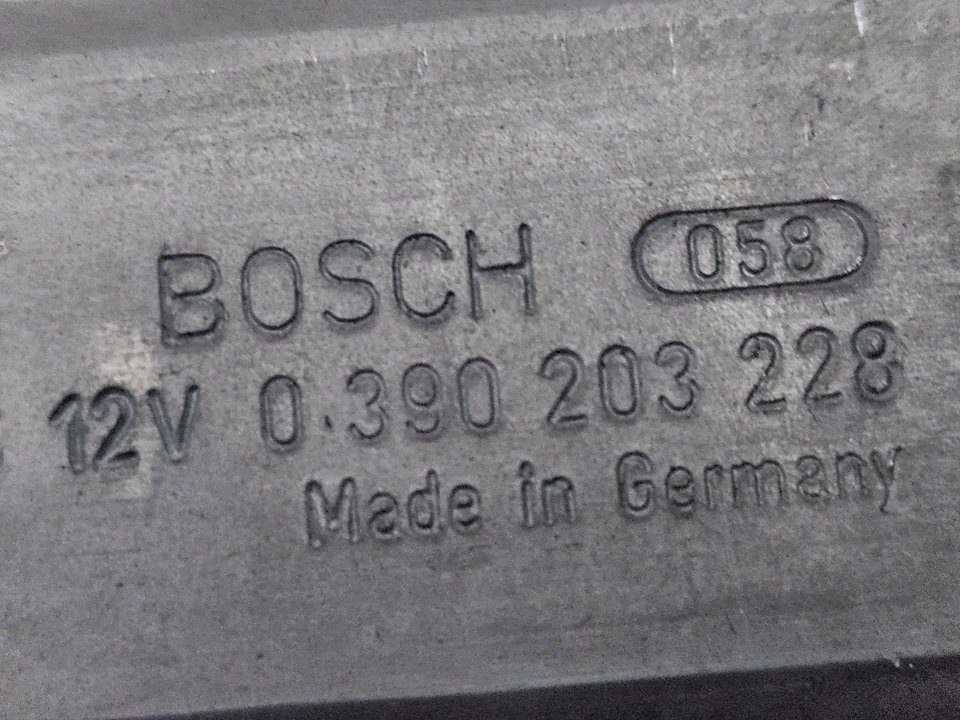 BOSCH 058
12V 0.390 203 228
Made in Germany